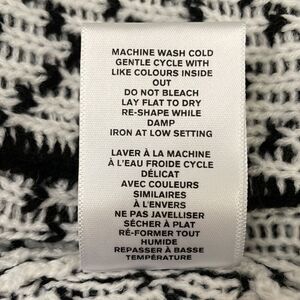 MACHINE WASH COLD
GENTLE CYCLE WITH
LIKE COLOURS INSIDE
OUT
DO NOT BLEACH
LAY FLAT TO DRY
RE-SHAPE WHILE
DAMP
IRON AT LOW SETTING
LAVER À LA MACHINE
À L'EAU FROIDE CYCLE
DÉLICAT
AVEC COULEURS
SIMILAIRES
À L'ENVERS
NE PAS JAVELLISER
SÉCHER À PLAT
RÉ-FORMER TOUT
HUMIDE
REPASSER À BASSE
TEMPÉRATURE